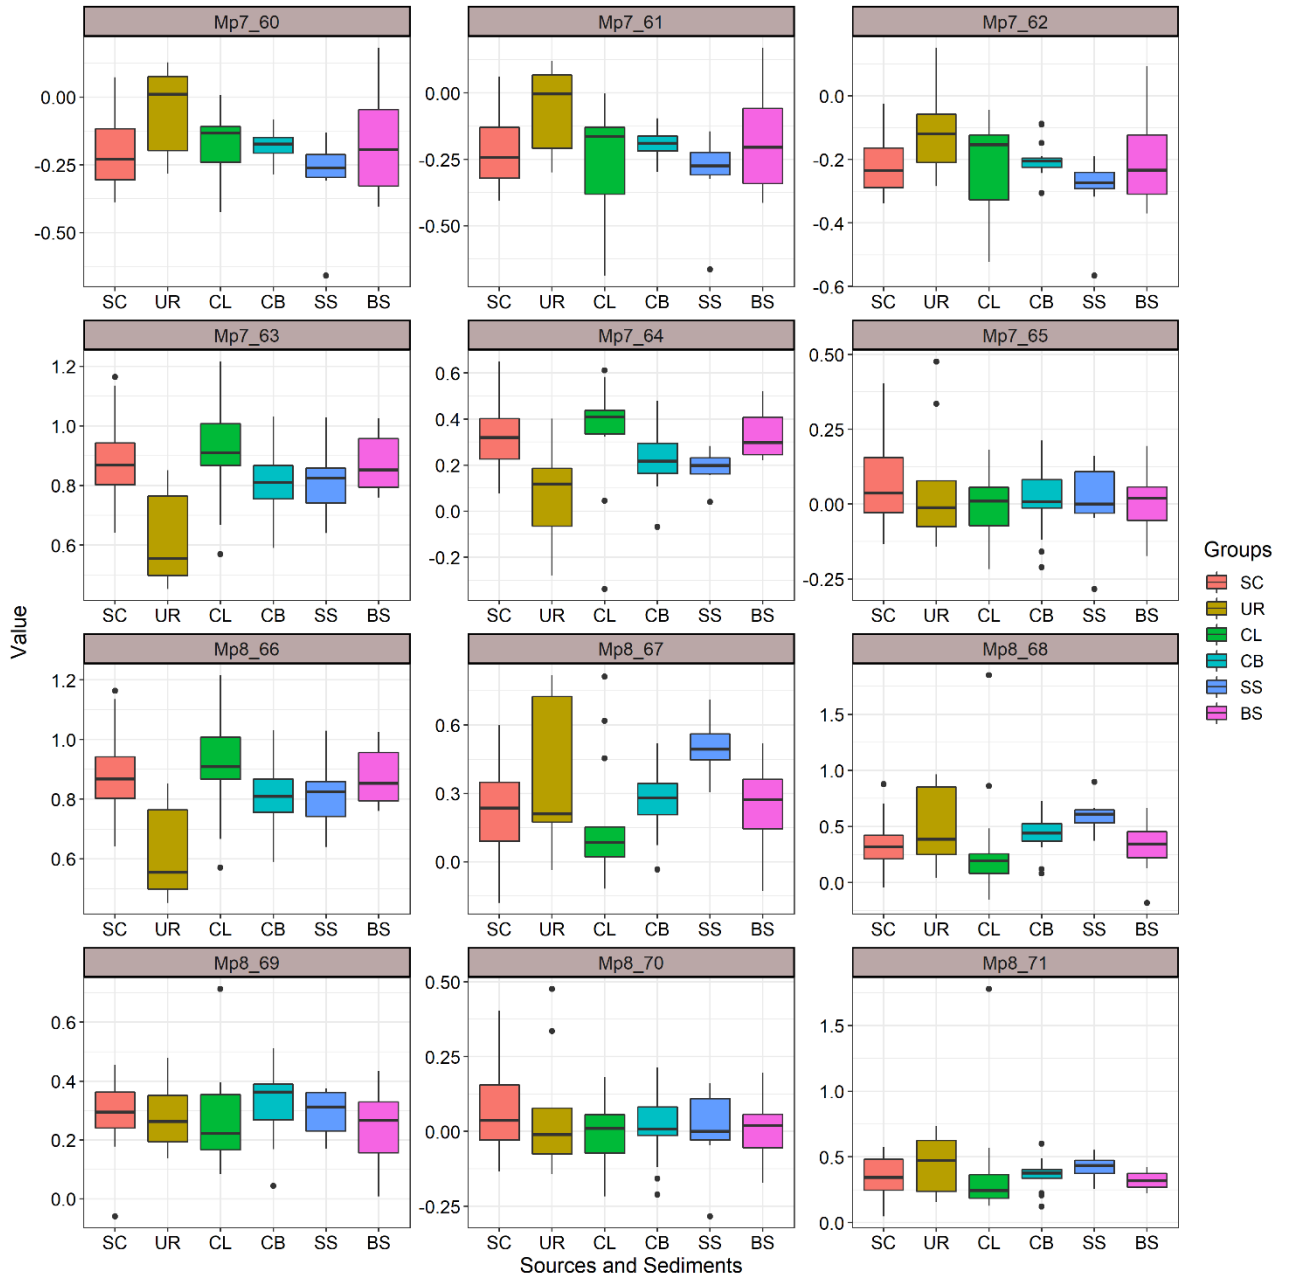 Mp7_60 Mp7_61 Mp7_62
0.00 -0.25 -0.50
0.00 -0.25 -0.50
0.0 -0.2 -0.4 -0.6
SC UR CL CB SS BS SC UR CL CB SS BS SC UR CL CB SS BS
Mp7_63 Mp7_64 Mp7_65
1.2 1.0 0.8 0.6
0.6 0.4 0.2 0.0 -0.2
0.50 0.25 0.00 -0.25
SC UR CL CB SS BS SC UR CL CB SS BS SC UR CL CB SS BS
Mp8_66 Mp8_67 Mp8_68
1.2 1.0 0.8 0.6
0.6 0.3 0.0
1.5 1.0 0.5 0.0
SC UR CL CB SS BS SC UR CL CB SS BS SC UR CL CB SS BS
Mp8_69 Mp8_70 Mp8_71
0.6 0.4 0.2 0.0
0.50 0.25 0.00 -0.25
1.5 1.0 0.5 0.0
SC UR CL CB SS BS SC UR CL CB SS BS SC UR CL CB SS BS
Value
Sources and Sediments
Groups
SC
UR
CL
CB
SS
BS